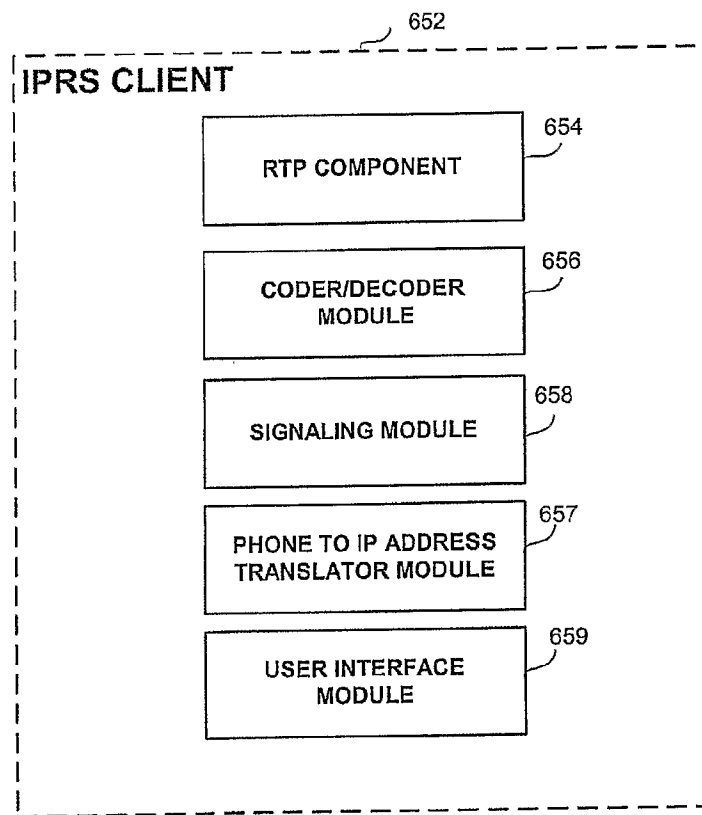 652
IPRS CLIENT
654
RTP COMPONENT
656
CODER/DECODER
MODULE
658
SIGNALING MODULE
657
PHONE TO IP ADDRESS
TRANSLATOR MODULE
659
USER INTERFACE
MODULE